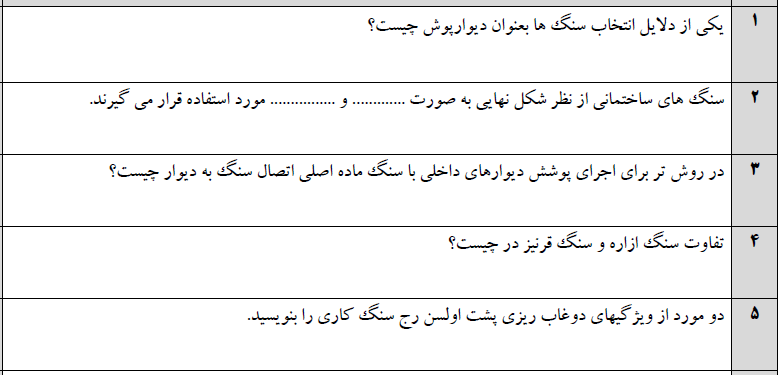 ۱ یکی از دلایل انتخاب سنگ ها بعنوان دیوارپوش چیست؟
۲ سنگ های ساختمانی از نظر شکل نهایی به صورت ............. و ................ مورد استفاده قرار می گیرند.
۳ در روش تر برای اجرای پوشش دیوارهای داخلی با سنگ ماده اصلی اتصال سنگ به دیوار چیست؟
۴ تفاوت سنگ ازاره و سنگ قرنیز در چیست؟
۵ دو مورد از ویژگیهای دوغاب ریزی پشت اولسن رج سنگ کاری را بنویسید.